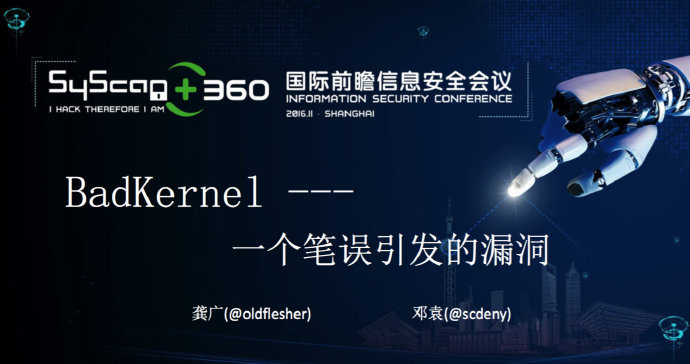 SyScan+360
I HACK THEREFORE I AM
国际前瞻信息安全会议
INFORMATION SECURITY CONFERENCE
2016.11 · SHANGHAI
BadKernel ---
一个笔误引发的漏洞
龚广(@oldflesher) 邓袁(@scdeny)